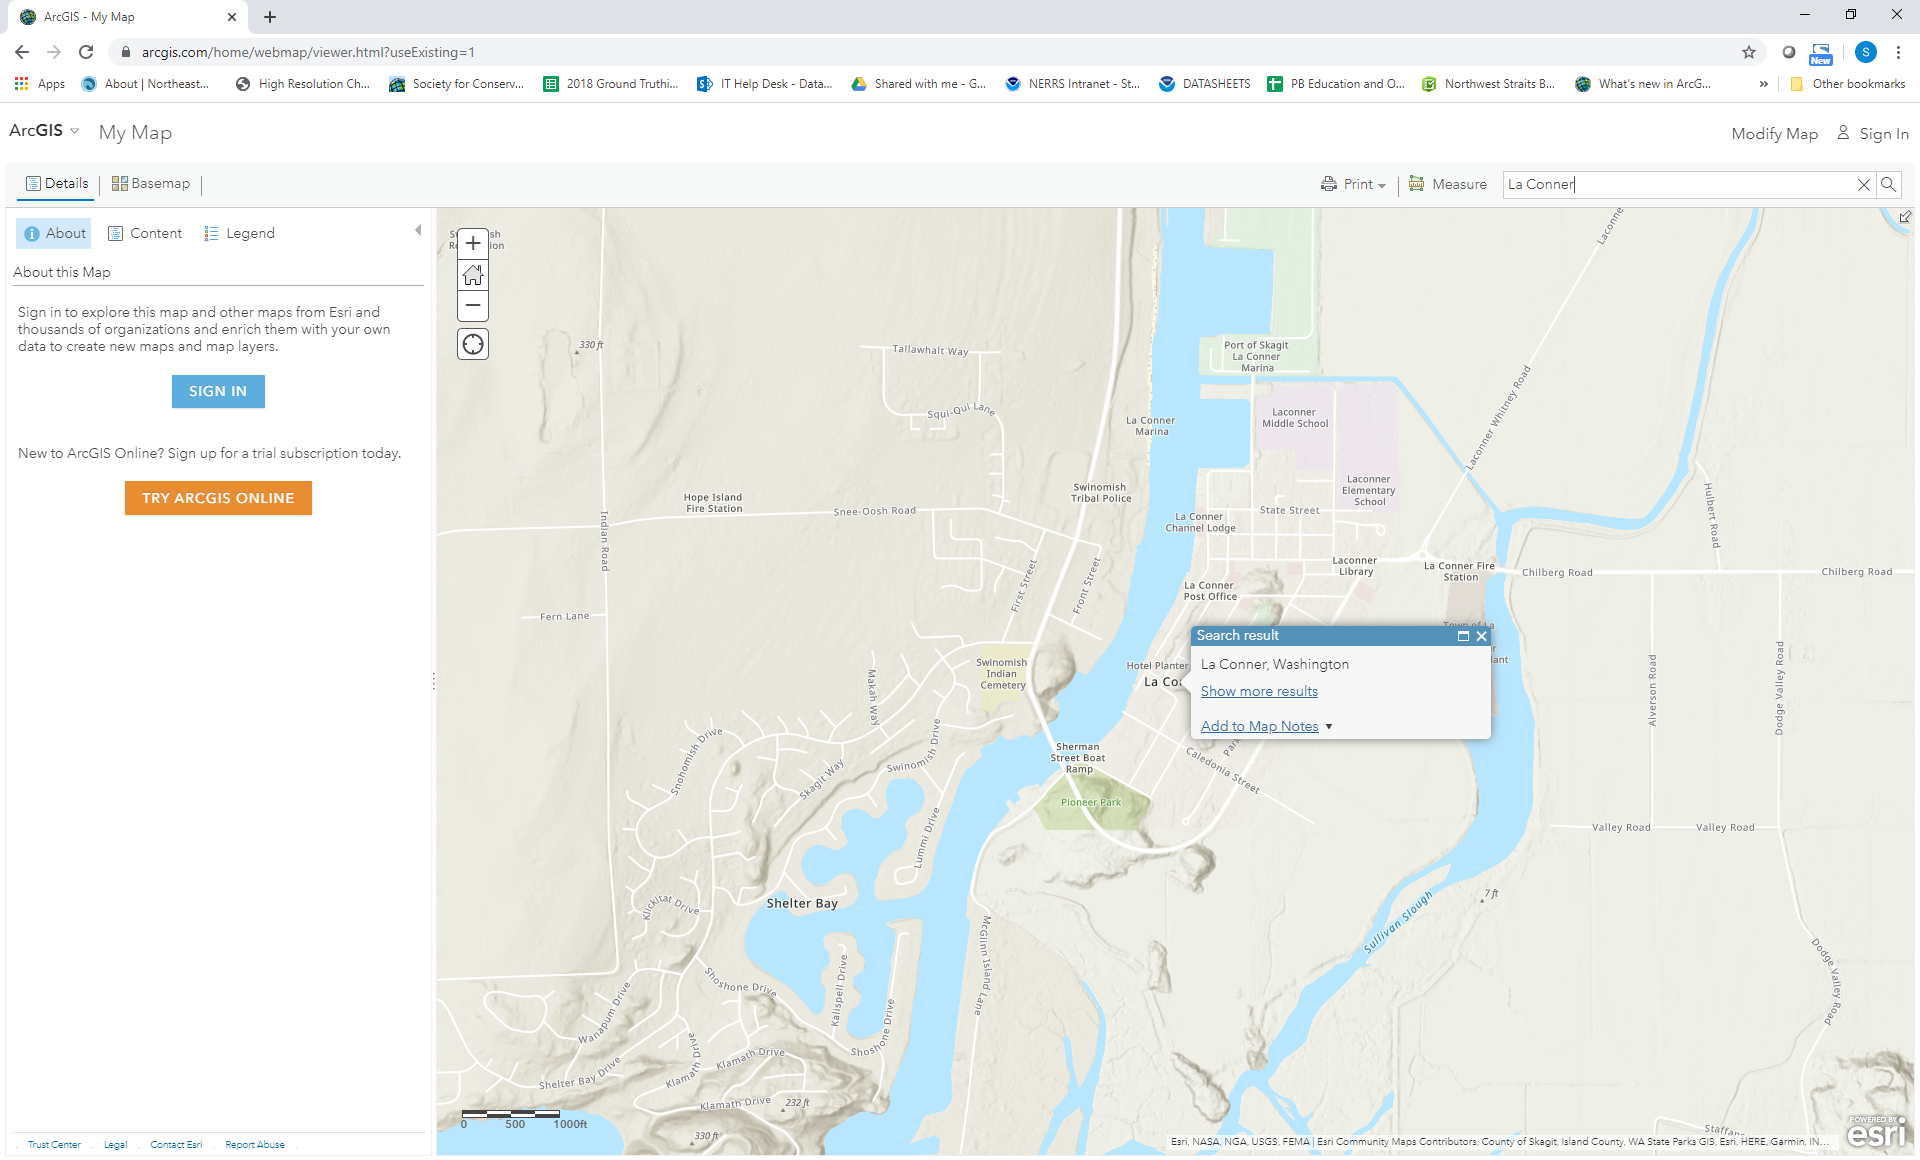 ArcGIS - My Map
arcgis.com/home/webmap/viewer.html?useExisting=1
S
New
Apps
About | Northeast...
High Resolution Ch...
Society for Conserv...
2018 Ground Truthi...
IT Help Desk - Data...
Shared with me - G...
NERRS Intranet - St...
DATASHEETS
PB Education and O...
Northwest Straits B...
What's new in ArcG...
Other bookmarks
ArcGIS
My Map
Modify Map
Sign In
Details
Basemap
Print
Measure
La Conner
About
Content
Legend
About this Map
Sign in to explore this map and other maps from Esri and
thousands of organizations and enrich them with your own
data to create new maps and map layers.
SIGN IN
New to ArcGIS Online? Sign up for a trial subscription today.
TRY ARCGIS ONLINE
Trust Center
Legal
Contact Esri
Report Abuse
330 ft
Tallawhalt Way
Squi-Qui Lane
Port of Skagit
La Conner
Marina
Laconner
La Conner
Marina
Laconner
Middle School
Laconner Whitney Road
Laconner
Elementary
School
Swinomish
Tribal Police
Hope Island
Fire Station
Snee-Oosh Road
Indian Road
La Conner
Channel Lodge
State Street
Hulbert Road
Laconner
Library
La Conner Fire
Station
Chilberg Road
Chilberg Road
First Street
Front Street
La Conner
Post Office
Fern Lane
Search result
La Conner, Washington
Show more results
Add to Map Notes
Hotel Planter
Swinomish
Indian
Cemetery
Makah Way
Alverson Road
Dodge Valley Road
Snohomish Drive
Swinomish Drive
Skagit Way
Sherman
Street Boat
Ramp
Caledonia Street
Pioneer Park
Lummi Drive
Valley Road
Valley Road
Klickitat Drive
Shelter Bay
7 ft
Sullivan Slough
McGlinn Island Lane
Dodge Valley Road
Shoshone Drive
Kalispell Drive
Wanapum Drive
Shoshone Drive
Klamath Drive
Klamath Drive
Shelter Bay Drive
Klamath Drive
232 ft
330 ft
0 500 1000ft
Esri, NASA, NGA, USGS, FEMA | Esri Community Maps Contributors, County of Skagit, Island County, WA State Parks GIS, Esri, HERE, Garmin, IN...
POWERED BY
esri